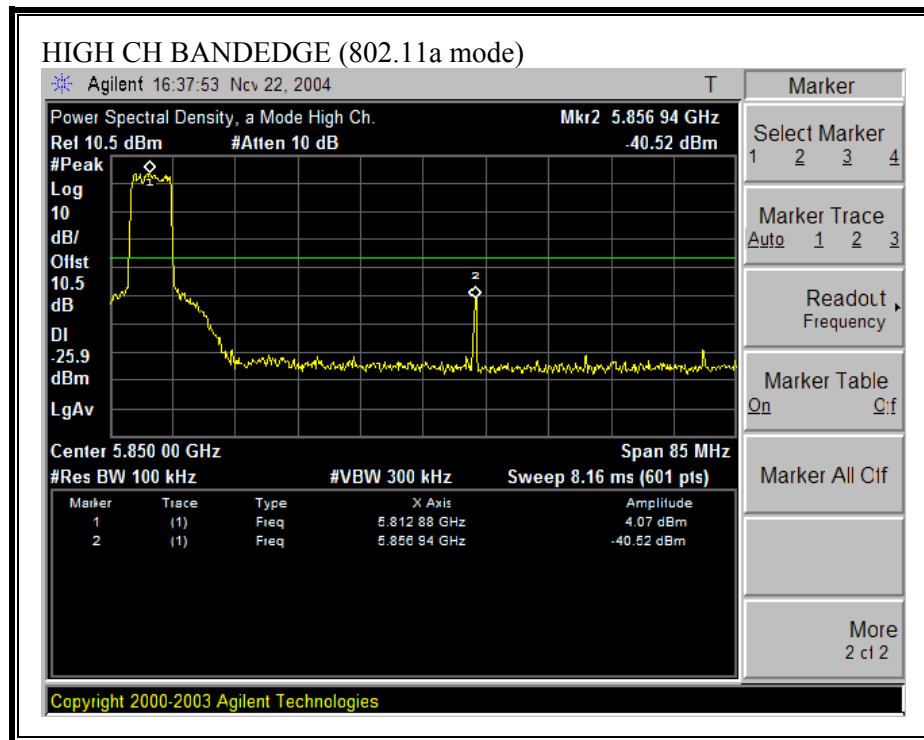 HIGH CH BANDEDGE (802.11a mode)
Agilent 16:37:53 Nov 22, 2004 T
Power Spectral Density, a Mode High Ch. Mkr2 5.856 94 GHz
Ref 10.5 dBm #Atten 10 dB -40.52 dBm
#Peak
Log
10
dB/
Offst
10.5
dB
DI
-25.9
dBm
LgAv
1
2
Center 5.850 00 GHz Span 85 MHz
#Res BW 100 kHz #VBW 300 kHz Sweep 8.16 ms (601 pts)
Marker Trace Type X Axis Amplitude
1 (1) Freq 5.812 88 GHz 4.07 dBm
2 (1) Freq 5.856 94 GHz -40.52 dBm
Marker
Select Marker
1 2 3 4
Marker Trace
Auto 1 2 3
Readout
Frequency
Marker Table
On Off
Marker All Off
More
2 of 2
Copyright 2000-2003 Agilent Technologies